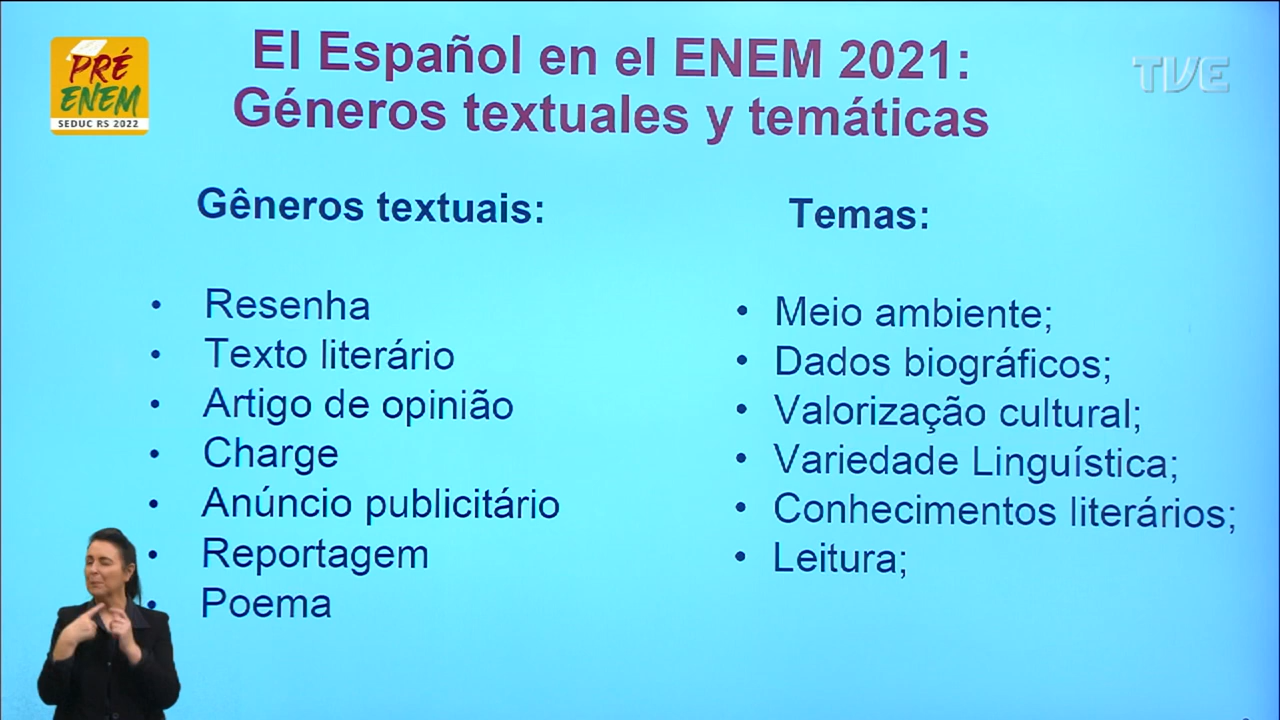 PRÉ
ENEM
SEDUC RS 2022
El Español en el ENEM 2021:
Géneros textuales y temáticas
TVE
Gêneros textuais:
• Resenha
• Texto literário
• Artigo de opinião
• Charge
• Anúncio publicitário
• Reportagem
• Poema
Temas:
• Meio ambiente;
• Dados biográficos;
• Valorização cultural;
• Variedade Linguística;
• Conhecimentos literários;
• Leitura;